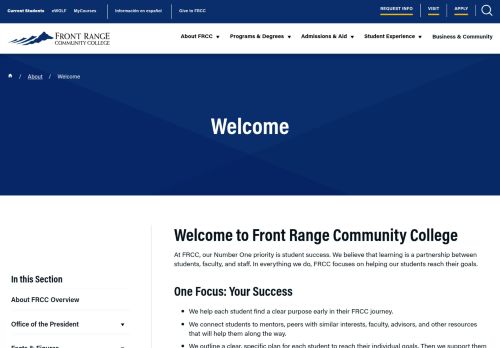 Current Students eWOLF MyCourses Información en español Give to FRCC REQUEST INFO VISIT APPLY
FRONT RANGE
COMMUNITY COLLEGE
About FRCC Programs & Degrees Admissions & Aid Student Experience Business & Community
/ About / Welcome
Welcome
Welcome to Front Range Community College
At FRCC, our Number One priority is student success. We believe that learning is a partnership between
students, faculty, and staff. In everything we do, FRCC focuses on helping our students reach their goals.
In this Section
About FRCC Overview
Office of the President
Facts & Figures
One Focus: Your Success
We help each student find a clear purpose early in their FRCC journey.
We connect students to mentors, peers with similar interests, faculty, advisors, and other resources
that will help them along the way.
We outline a clear, specific plan for each student to reach their individual goals. Then we support them